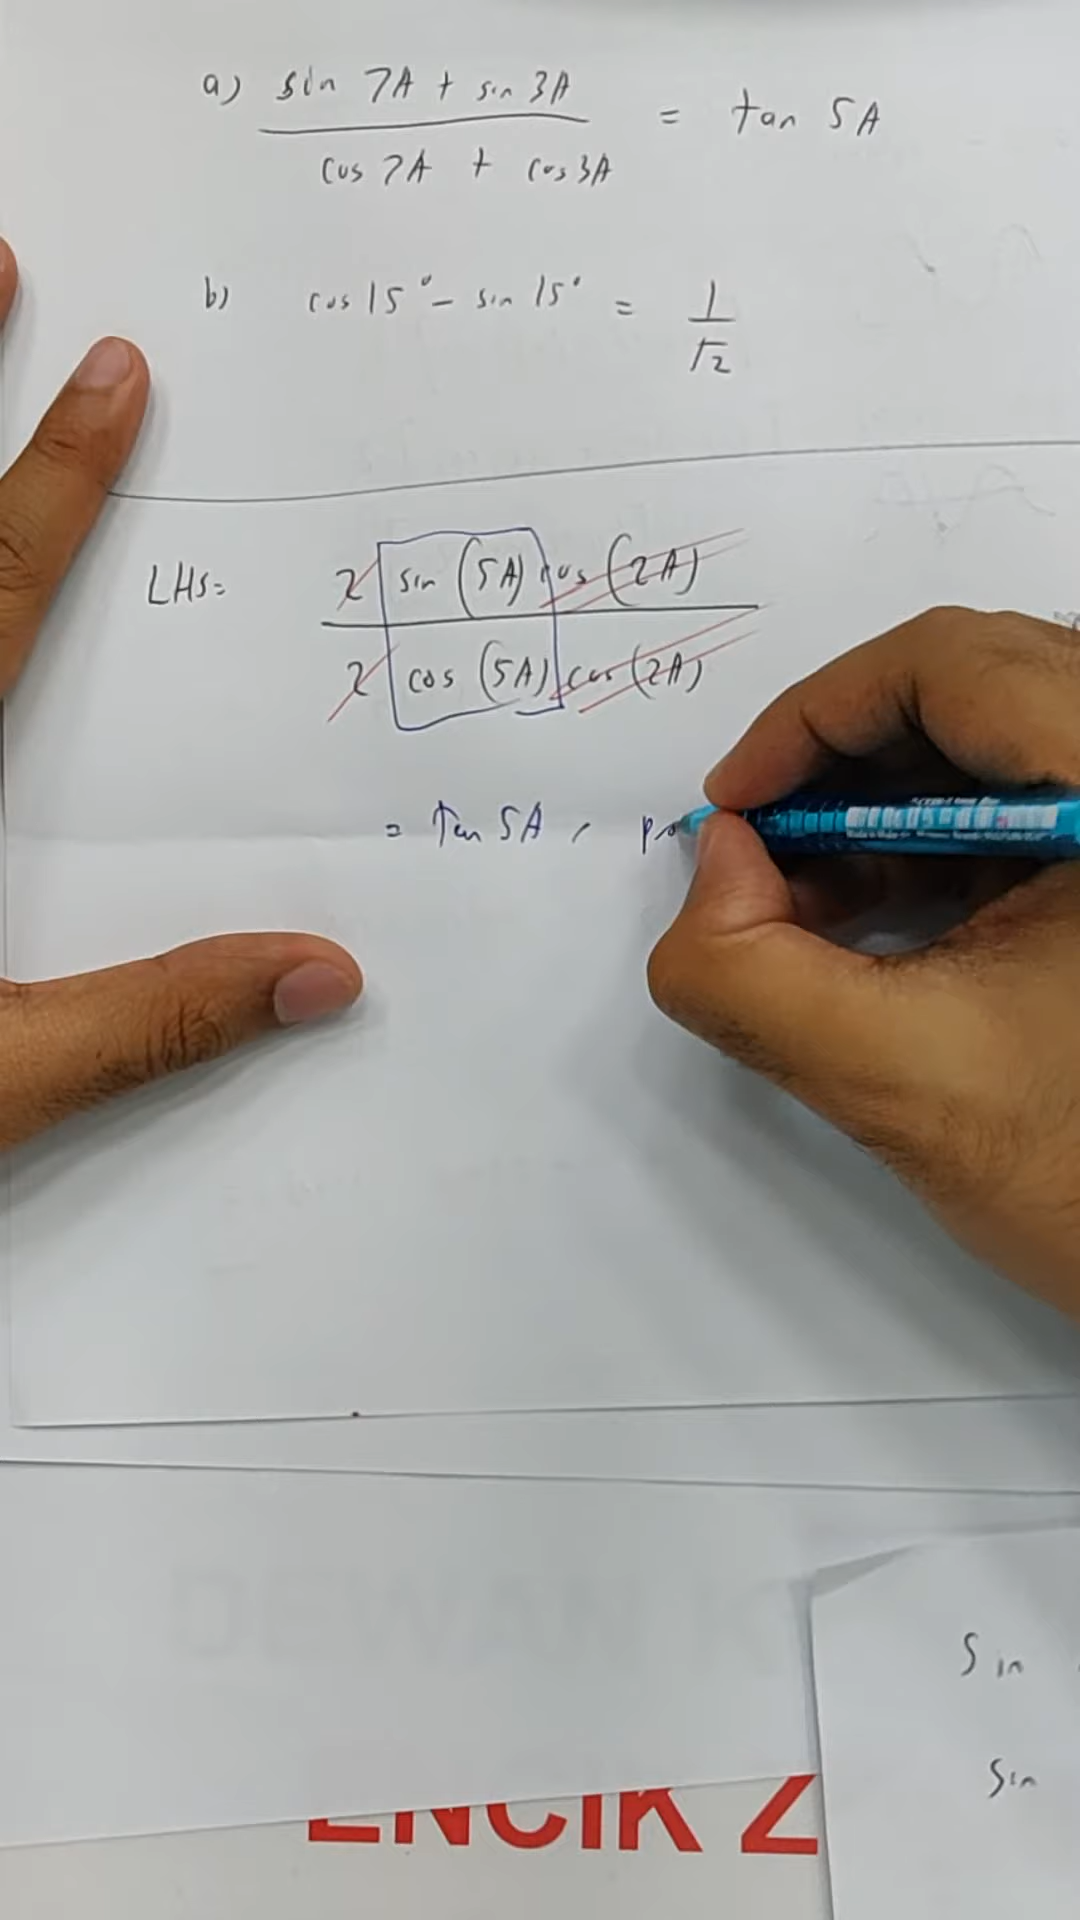 a) sin 7A + sin 3A
cos 7A + cos 3A
= tan 5A
b) cos 15° - sin 15° = 1
√2
LHS = 2 sin (5A) cos (2A)
2 cos (5A) cos (2A)
= Tan 5A,
Sin
Sin
ENCIK Z